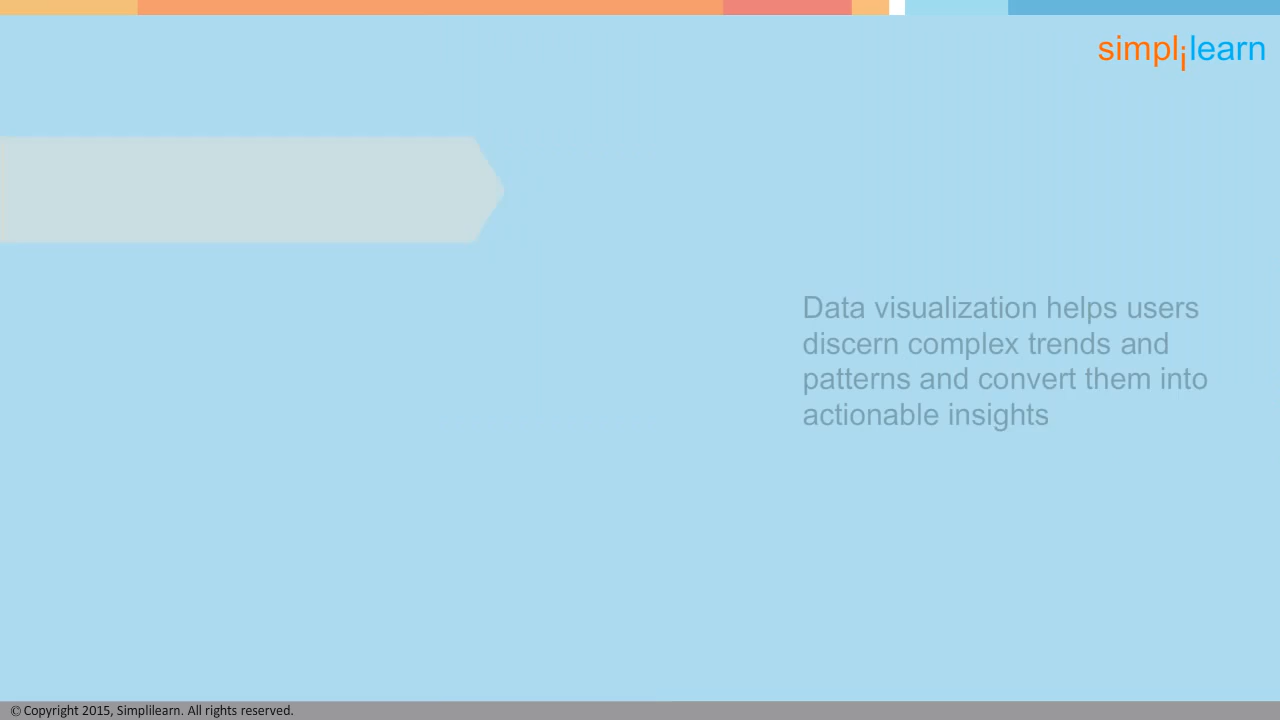 simplilearn
Data visualization helps users
discern complex trends and
patterns and convert them into
actionable insights
© Copyright 2015, Simplilearn. All rights reserved.